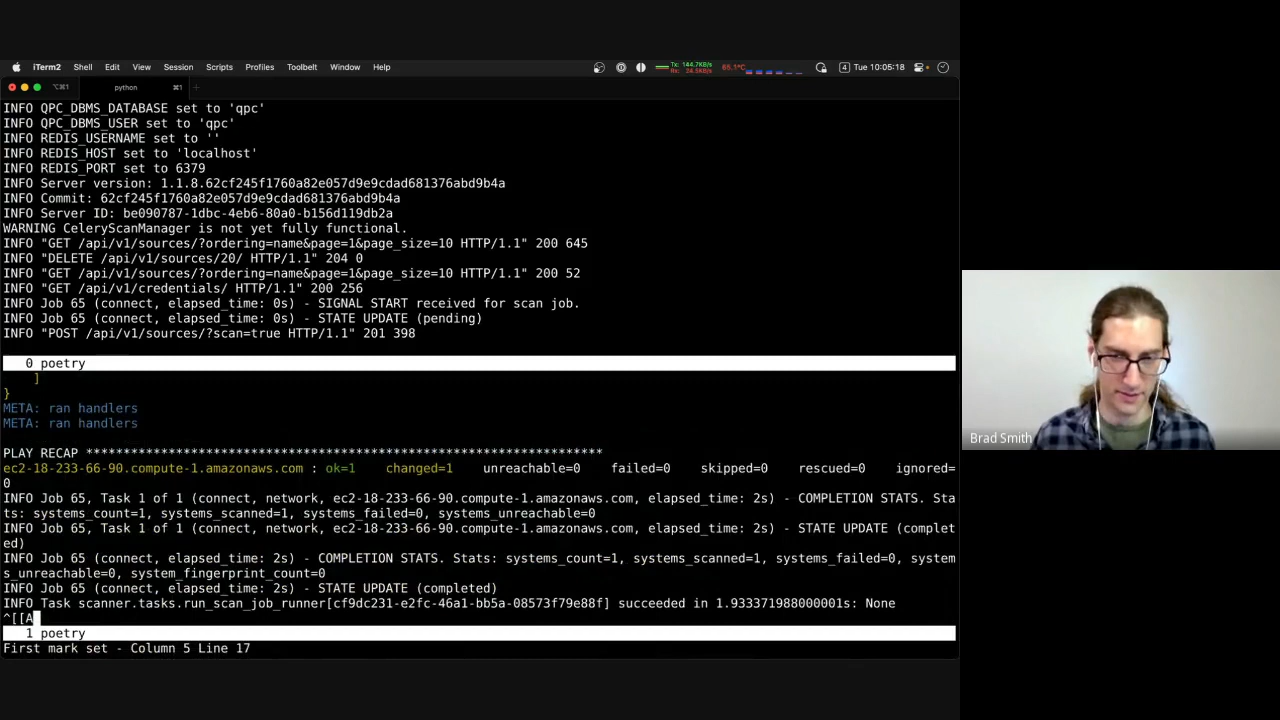 iTerm2 Shell Edit View Session Scripts Profiles Toolbelt Window Help Tx: 144.7KB/s Rx: 24.5KB/s 65.1°C 4 Tue 10:05:18
⌥⌘1 python ⌘1 +
INFO QPC_DBMS_DATABASE set to 'qpc'
INFO QPC_DBMS_USER set to 'qpc'
INFO REDIS_USERNAME set to ''
INFO REDIS_HOST set to 'localhost'
INFO REDIS_PORT set to 6379
INFO Server version: 1.1.8.62cf245f1760a82e057d9e9cdad681376abd9b4a
INFO Commit: 62cf245f1760a82e057d9e9cdad681376abd9b4a
INFO Server ID: be090787-1dbc-4eb6-80a0-b156d119db2a
WARNING CeleryScanManager is not yet fully functional.
INFO "GET /api/v1/sources/?ordering=name&page=1&page_size=10 HTTP/1.1" 200 645
INFO "DELETE /api/v1/sources/20/ HTTP/1.1" 204 0
INFO "GET /api/v1/sources/?ordering=name&page=1&page_size=10 HTTP/1.1" 200 52
INFO "GET /api/v1/credentials/ HTTP/1.1" 200 256
INFO Job 65 (connect, elapsed_time: 0s) - SIGNAL START received for scan job.
INFO Job 65 (connect, elapsed_time: 0s) - STATE UPDATE (pending)
INFO "POST /api/v1/sources/?scan=true HTTP/1.1" 201 398
0 poetry
]
}
META: ran handlers
META: ran handlers
PLAY RECAP *********************************************************************
ec2-18-233-66-90.compute-1.amazonaws.com : ok=1 changed=1 unreachable=0 failed=0 skipped=0 rescued=0 ignored=
0
INFO Job 65, Task 1 of 1 (connect, network, ec2-18-233-66-90.compute-1.amazonaws.com, elapsed_time: 2s) - COMPLETION STATS. Sta
ts: systems_count=1, systems_scanned=1, systems_failed=0, systems_unreachable=0
INFO Job 65, Task 1 of 1 (connect, network, ec2-18-233-66-90.compute-1.amazonaws.com, elapsed_time: 2s) - STATE UPDATE (complet
ed)
INFO Job 65 (connect, elapsed_time: 2s) - COMPLETION STATS. Stats: systems_count=1, systems_scanned=1, systems_failed=0, system
s_unreachable=0, system_fingerprint_count=0
INFO Job 65 (connect, elapsed_time: 2s) - STATE UPDATE (completed)
INFO Task scanner.tasks.run_scan_job_runner[cf9dc231-e2fc-46a1-bb5a-08573f79e88f] succeeded in 1.933371988000001s: None
^[[A
1 poetry
First mark set - Column 5 Line 17
Brad Smith